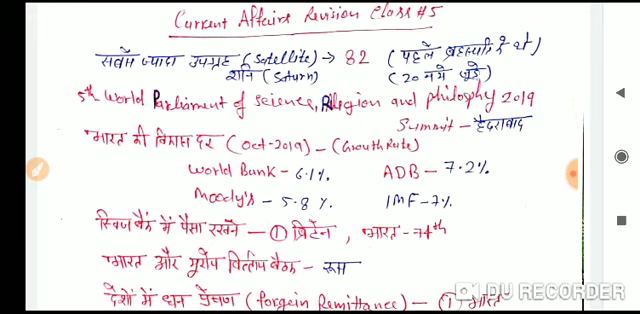 Current Affairs Revision Class #5
सबसे ज्यादा उपग्रह (Satellite) → 82 (पहले बृहस्पति के थे)
शनि (Saturn) (20 नये जुड़े)
5th World Parliament of Science, Religion and philosophy 2019
Summit - हैदराबाद
भारत की विकास दर (Oct-2019) - (Growth Rate)
World Bank - 6.1% ADB - 7.2%
Moody's - 5.8% IMF - 7%
स्विज बैंक में पैसा रखने - ① ब्रिटेन, भारत - 74th
भारत और यूरोप वित्तीय बैठक - रूस
देशों में धन प्रेषण (forgein Remittance) - ① भारत
DU RECORDER